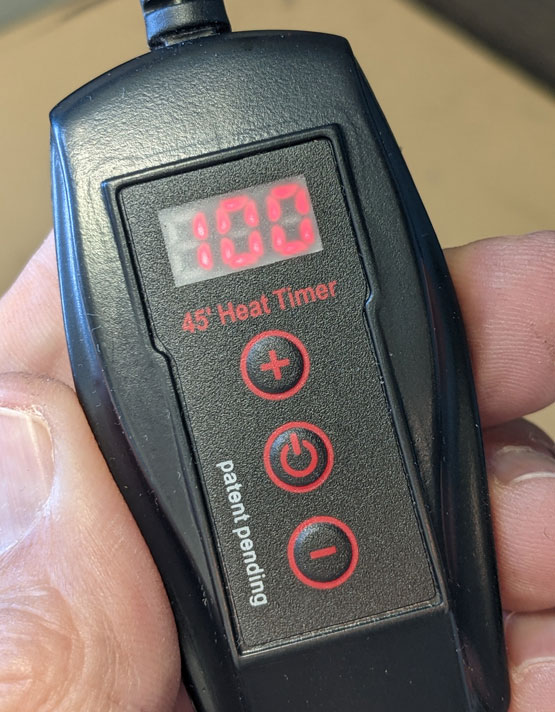 100
45' Heat Timer
+
-
patent pending